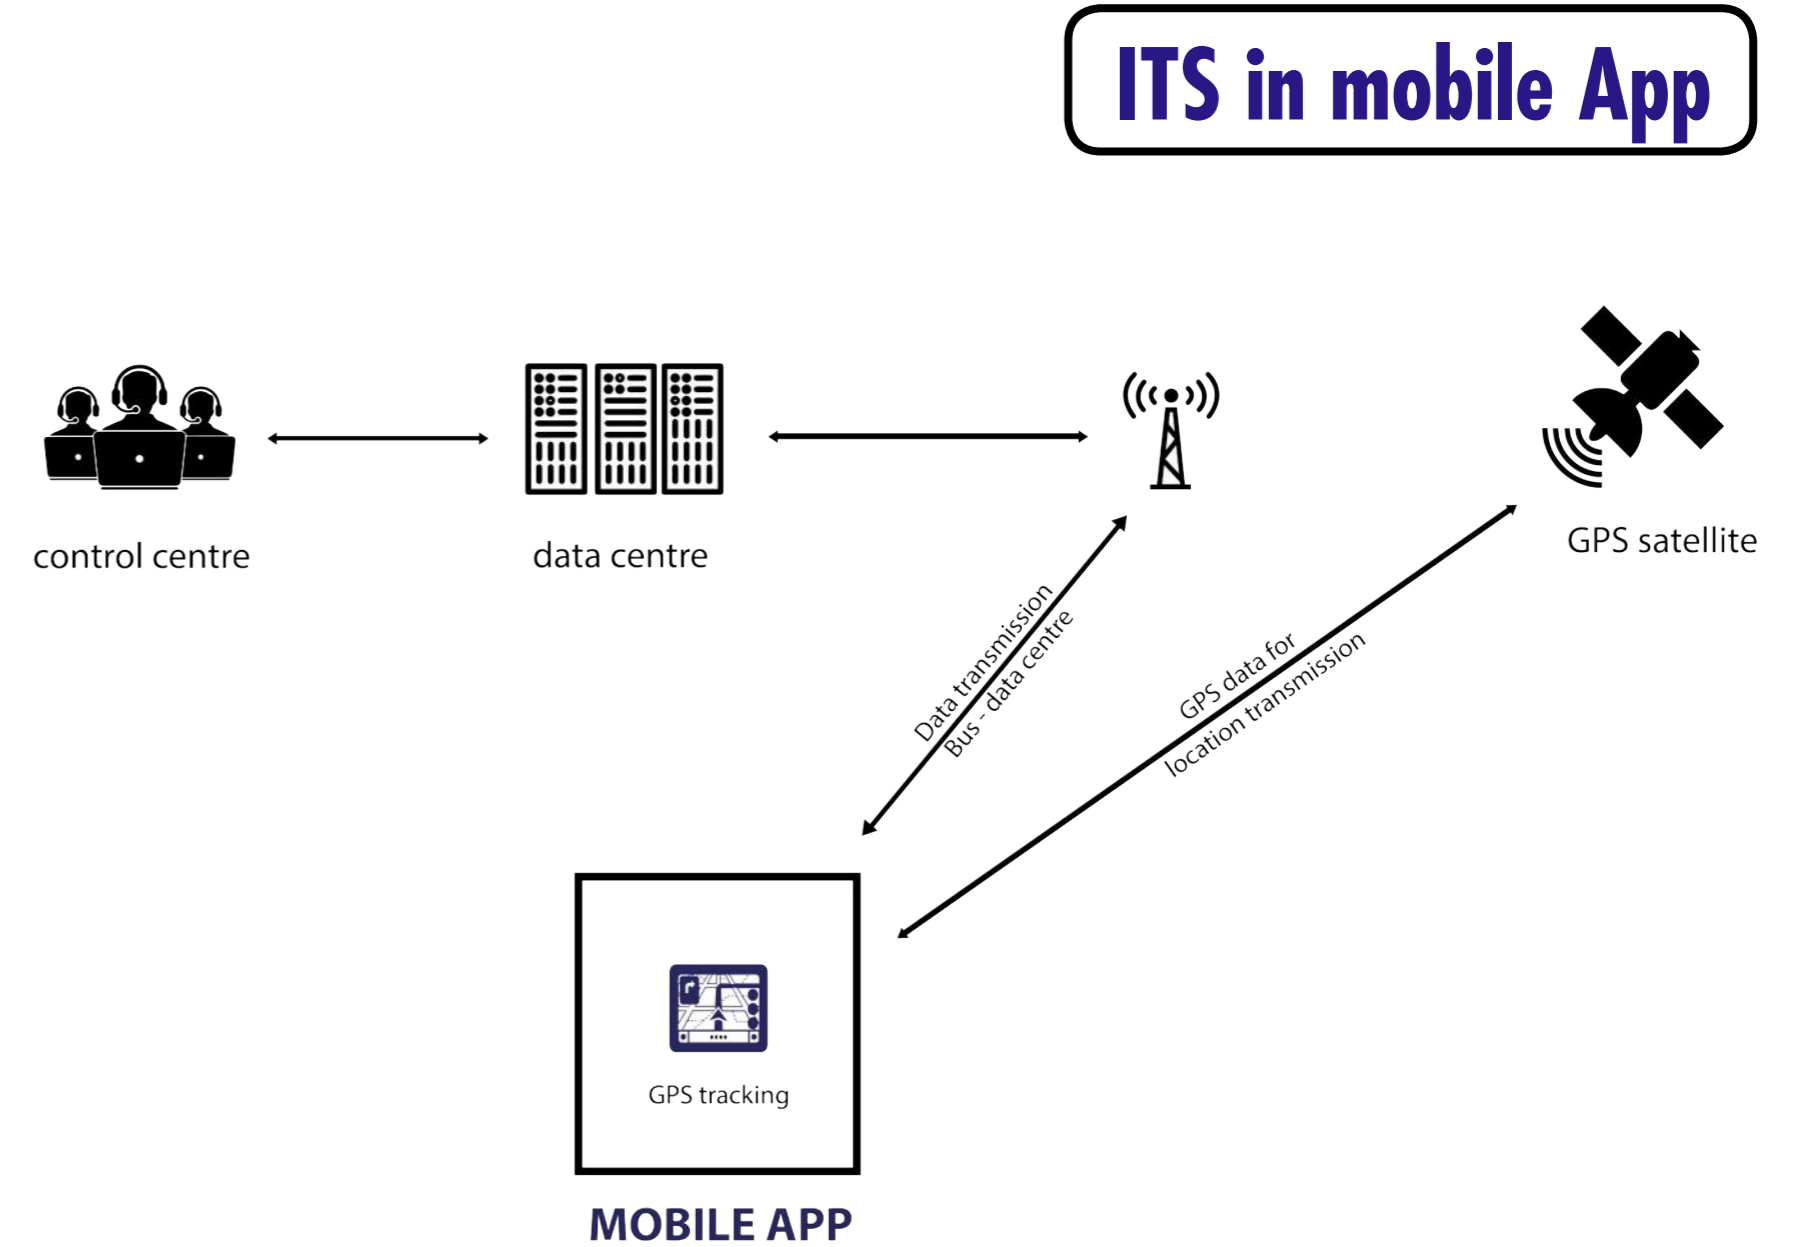 ITS in mobile App
control centre
data centre
GPS satellite
Data transmission
Bus - data centre
GPS data for
location transmission
GPS tracking
MOBILE APP